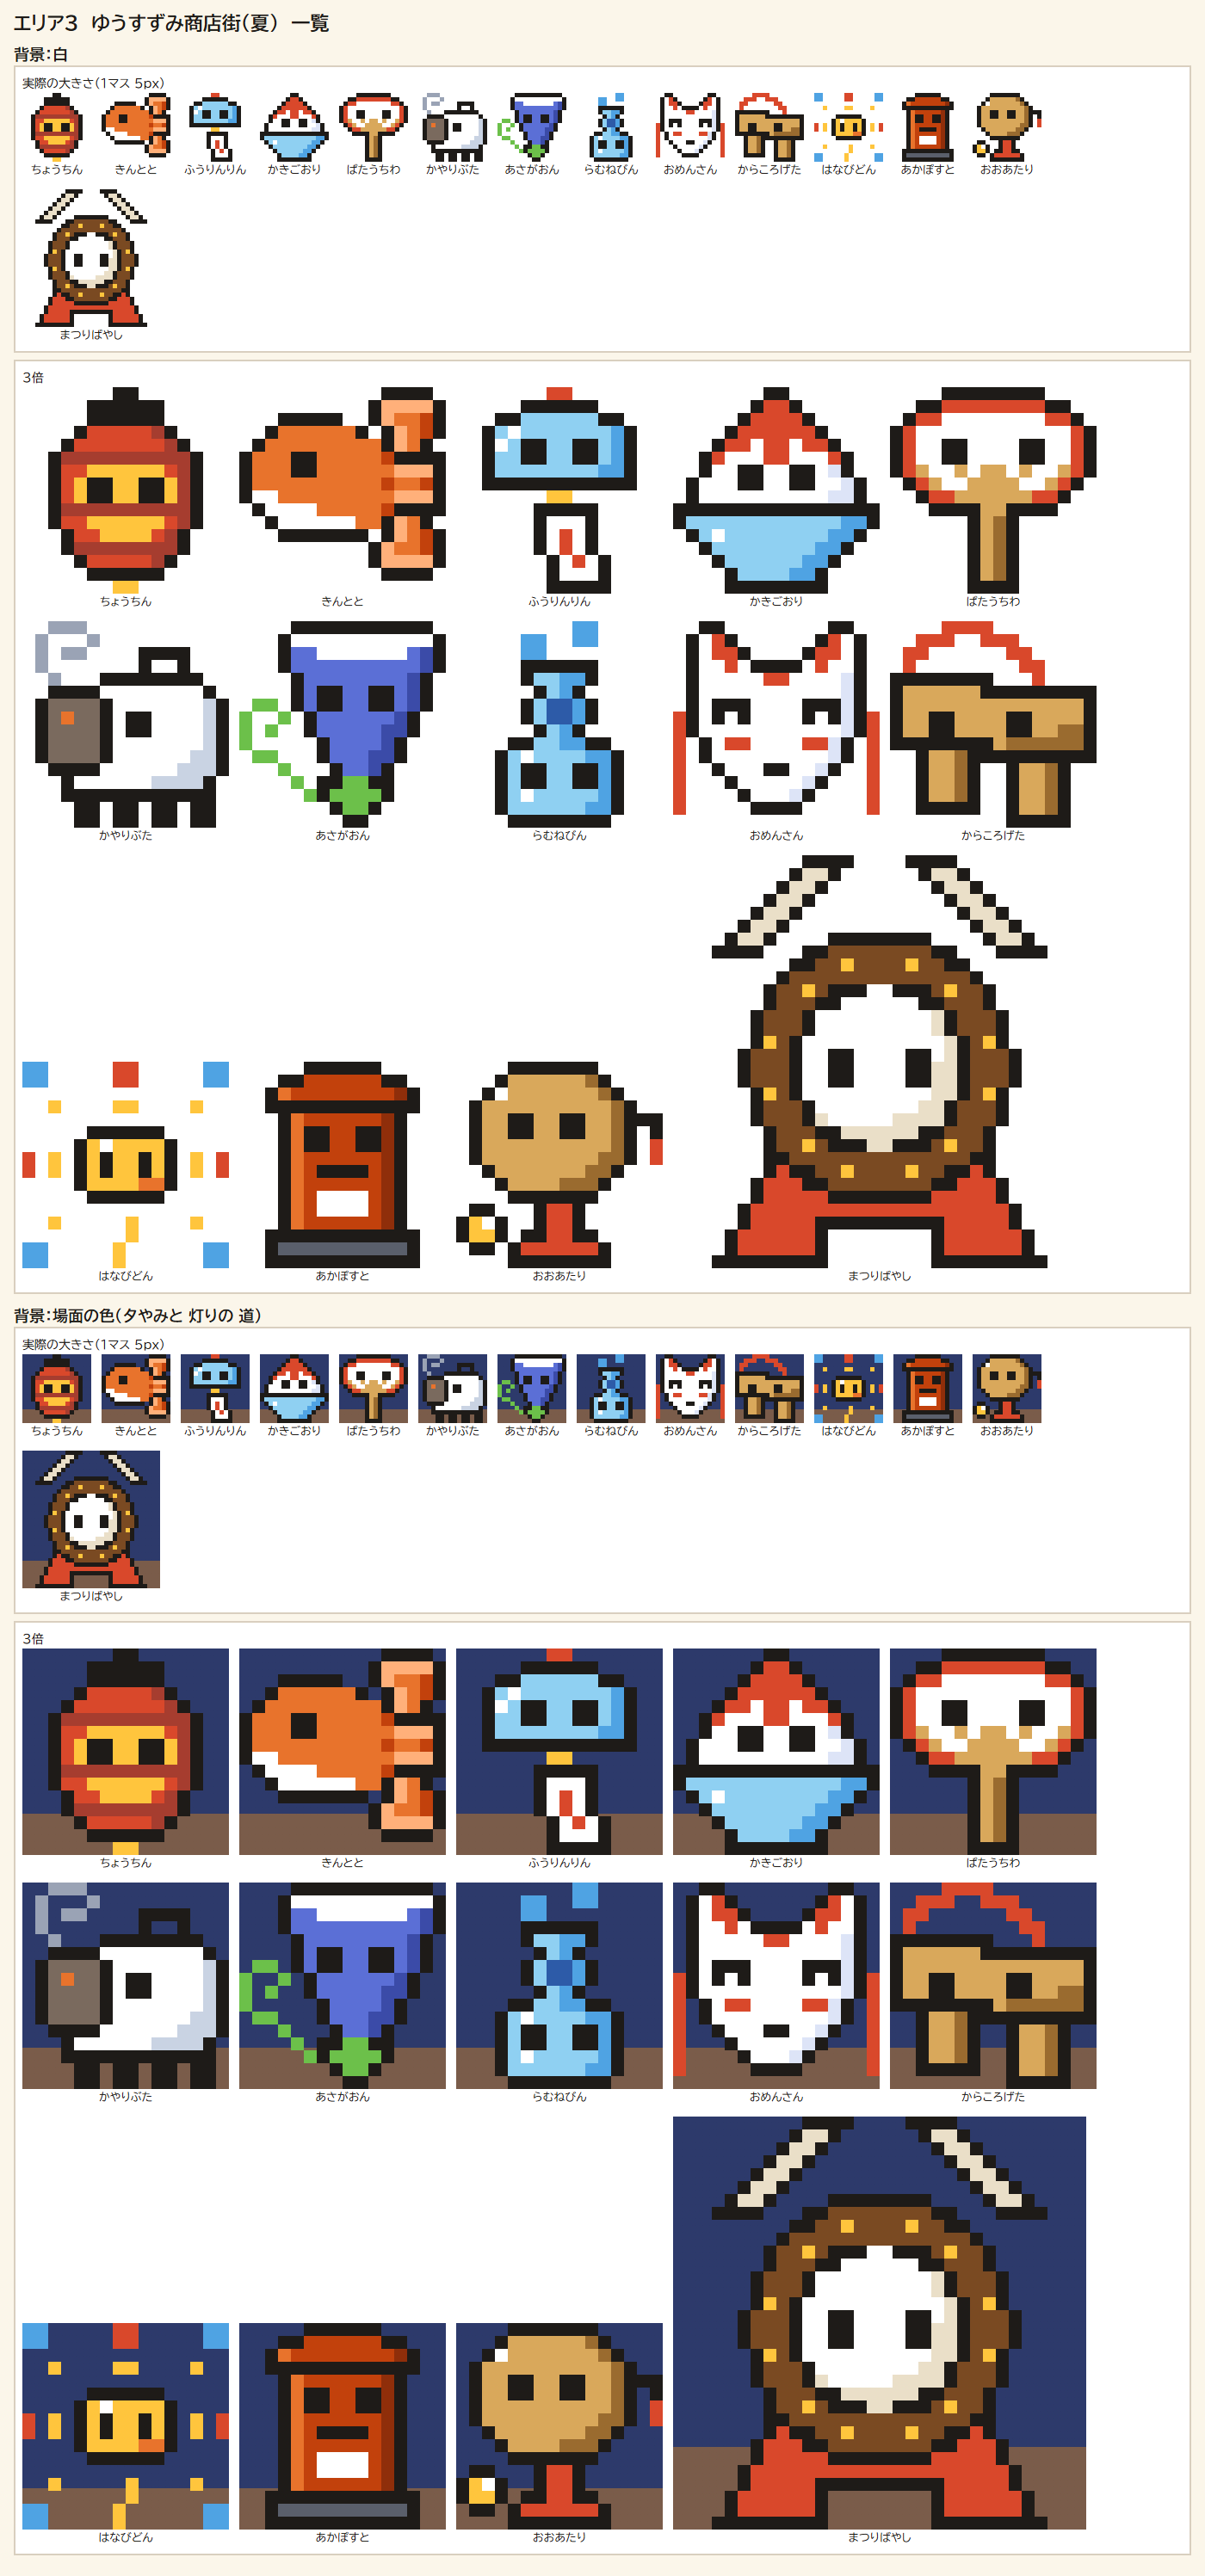 エリア3 ゆうすずみ商店街(夏) 一覧
背景:白
実際の大きさ(1マス 5px)
ちょうちん きんとと ふうりんりん かきごおり ぱたうちわ かやりぶた あさがおん らむねびん おめんさん からころげた はなびどん あかぽすと おおあたり
まつりばやし
3倍
ちょうちん きんとと ふうりんりん かきごおり ぱたうちわ
かやりぶた あさがおん らむねびん おめんさん からころげた
はなびどん あかぽすと おおあたり まつりばやし
背景:場面の色(夕やみと 灯りの 道)
実際の大きさ(1マス 5px)
ちょうちん きんとと ふうりんりん かきごおり ぱたうちわ かやりぶた あさがおん らむねびん おめんさん からころげた はなびどん あかぽすと おおあたり
まつりばやし
3倍
ちょうちん きんとと ふうりんりん かきごおり ぱたうちわ
かやりぶた あさがおん らむねびん おめんさん からころげた
はなびどん あかぽすと おおあたり まつりばやし